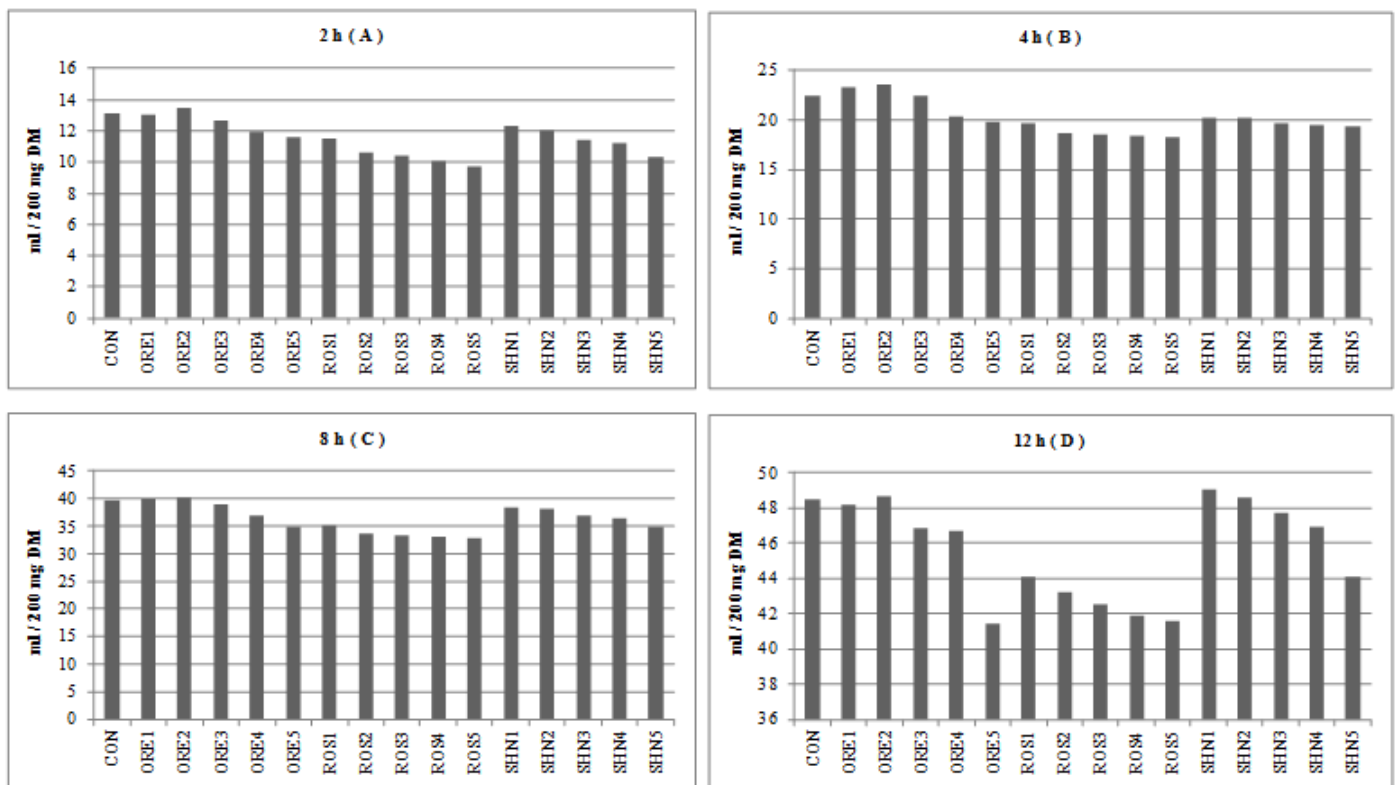 2 h ( A )
ml / 200 mg DM
16
14
12
10
8
6
4
2
0
CON ORE1 ORE2 ORE3 ORE4 ORE5 ROS1 ROS2 ROS3 ROS4 ROS5 SHN1 SHN2 SHN3 SHN4 SHN5
4h ( B )
ml / 200 mg DM
25
20
15
10
5
0
CON ORE1 ORE2 ORE3 ORE4 ORE5 ROS1 ROS2 ROS3 ROS4 ROS5 SHN1 SHN2 SHN3 SHN4 SHN5
8 h ( C )
ml / 200 mg DM
45
40
35
30
25
20
15
10
5
0
CON ORE1 ORE2 ORE3 ORE4 ORE5 ROS1 ROS2 ROS3 ROS4 ROS5 SHN1 SHN2 SHN3 SHN4 SHN5
12 h ( D )
ml / 200 mg DM
50
48
46
44
42
40
38
36
CON ORE1 ORE2 ORE3 ORE4 ORE5 ROS1 ROS2 ROS3 ROS4 ROS5 SHN1 SHN2 SHN3 SHN4 SHN5